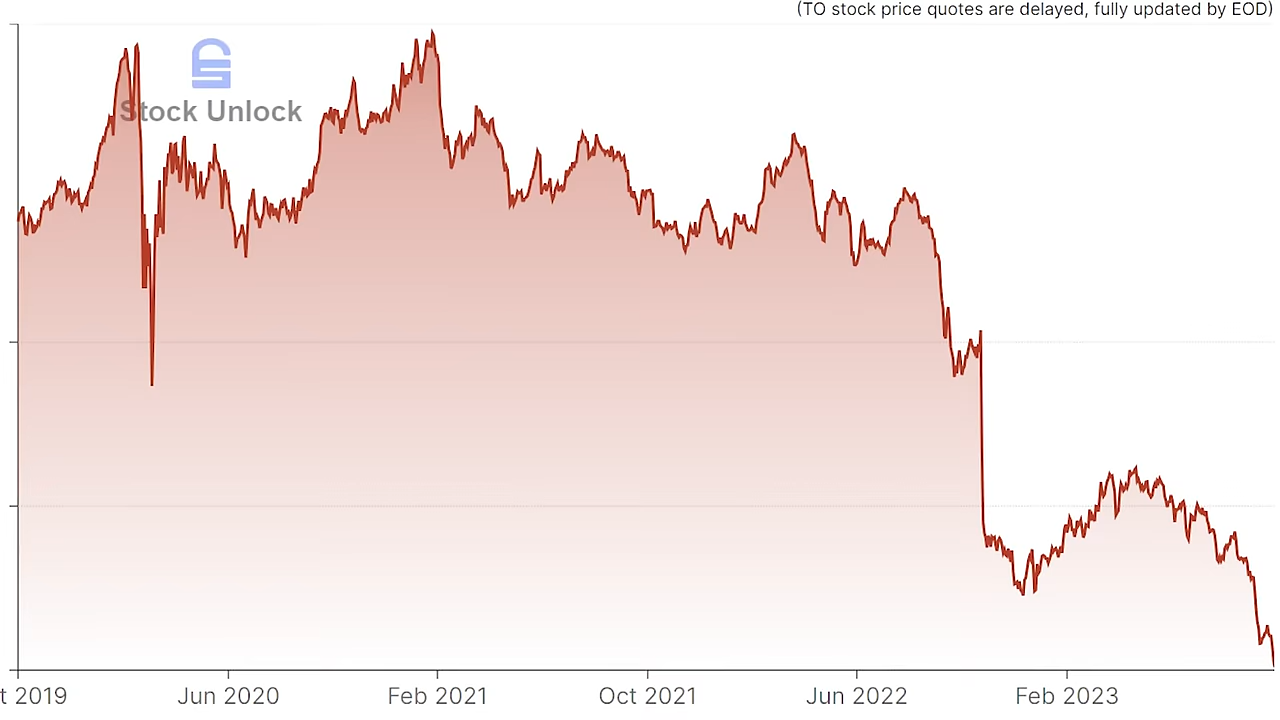 (TO stock price quotes are delayed, fully updated by EOD)
Stock Unlock
t 2019 Jun 2020 Feb 2021 Oct 2021 Jun 2022 Feb 2023